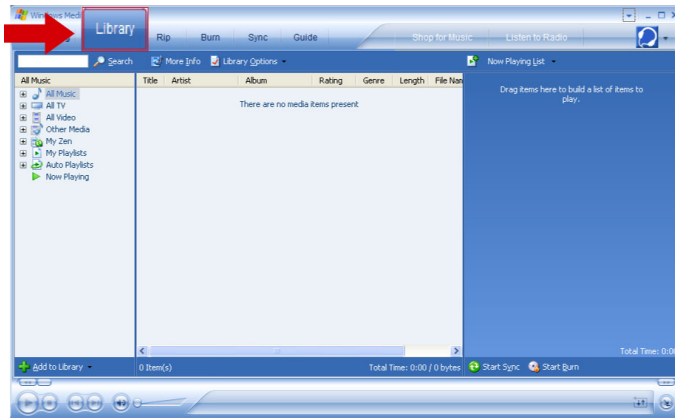 Windows Medi
Library
Rip Burn Sync Guide Shop for Music Listen to Radio
Search More Info Library Options Now Playing List
All Music Title Artist Album Rating Genre Length File Nam
All Music
All TV
All Video
Other Media
My Zen
My Playlists
Auto Playlists
Now Playing
There are no media items present
Drag items here to build a list of items to
play.
Total Time: 0:00
Add to Library 0 Item(s) Total Time: 0:00 / 0 bytes Start Sync Start Burn